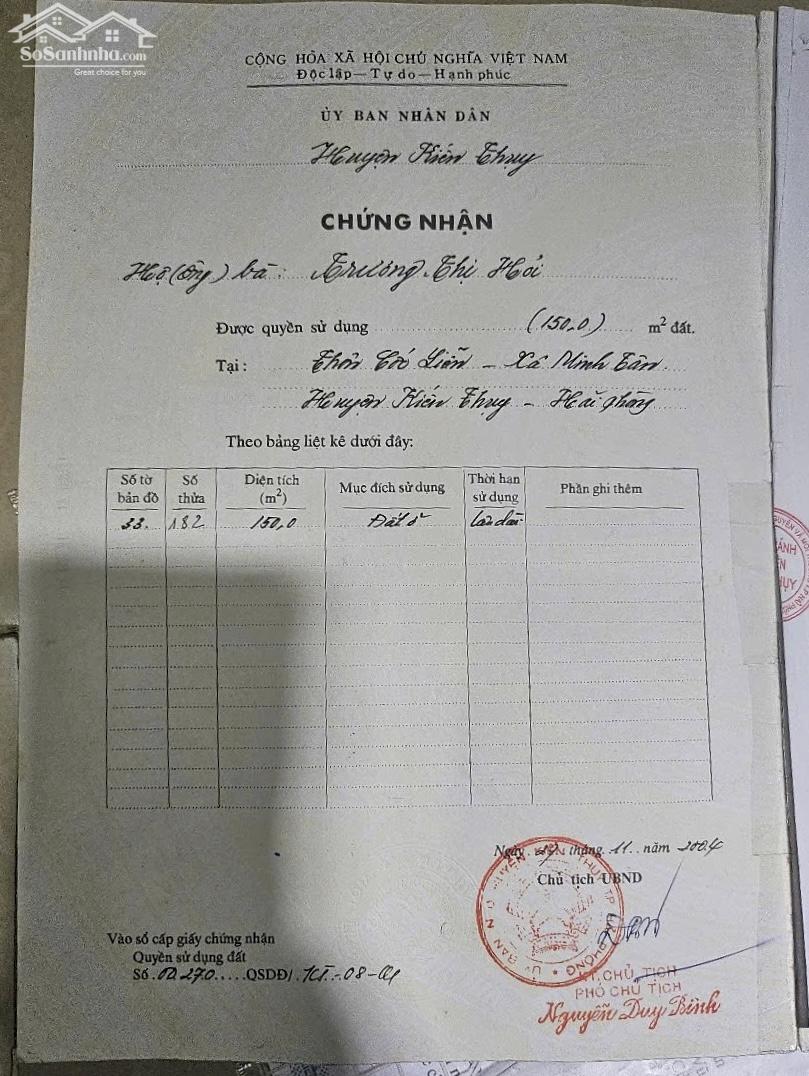 SoSanhnha.com
Great choice for you
CỘNG HÒA XÃ HỘI CHỦ NGHĨA VIỆT NAM
Độc lập — Tự do — Hạnh phúc
ỦY BAN NHÂN DÂN
Huyện Kiến Thụy
CHỨNG NHẬN
Hộ (ông) bà: Trương Thị Hỏi
Được quyền sử dụng (150,0) m² đất.
Tại: Thôn Cốc Liễn - Xã Minh Tân
Huyện Kiến Thụy - Hải Phòng
Theo bảng liệt kê dưới đây:
Số tờ bản đồ Số thửa Diện tích (m²) Mục đích sử dụng Thời hạn sử dụng Phần ghi thêm
33 182 150,0 Đất ở Lâu dài
Ngày tháng 11 năm 2004
Chủ tịch UBND
Vào sổ cấp giấy chứng nhận
Quyền sử dụng đất
Số QSDĐ/
KT.CHỦ TỊCH
PHÓ CHỦ TỊCH
Nguyễn Duy Bình